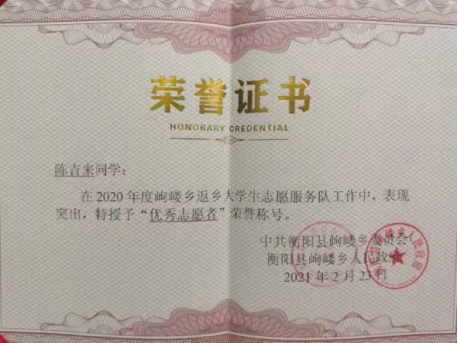 荣誉证书
HONORARY CREDENTIAL
陈吉来同学:
在2020年度岣嵝乡返乡大学生志愿服务队工作中,表现
突出,特授予“优秀志愿者”荣誉称号。
中共衡阳县岣嵝乡委员会
衡阳县岣嵝乡人民政府
2021年2月23日